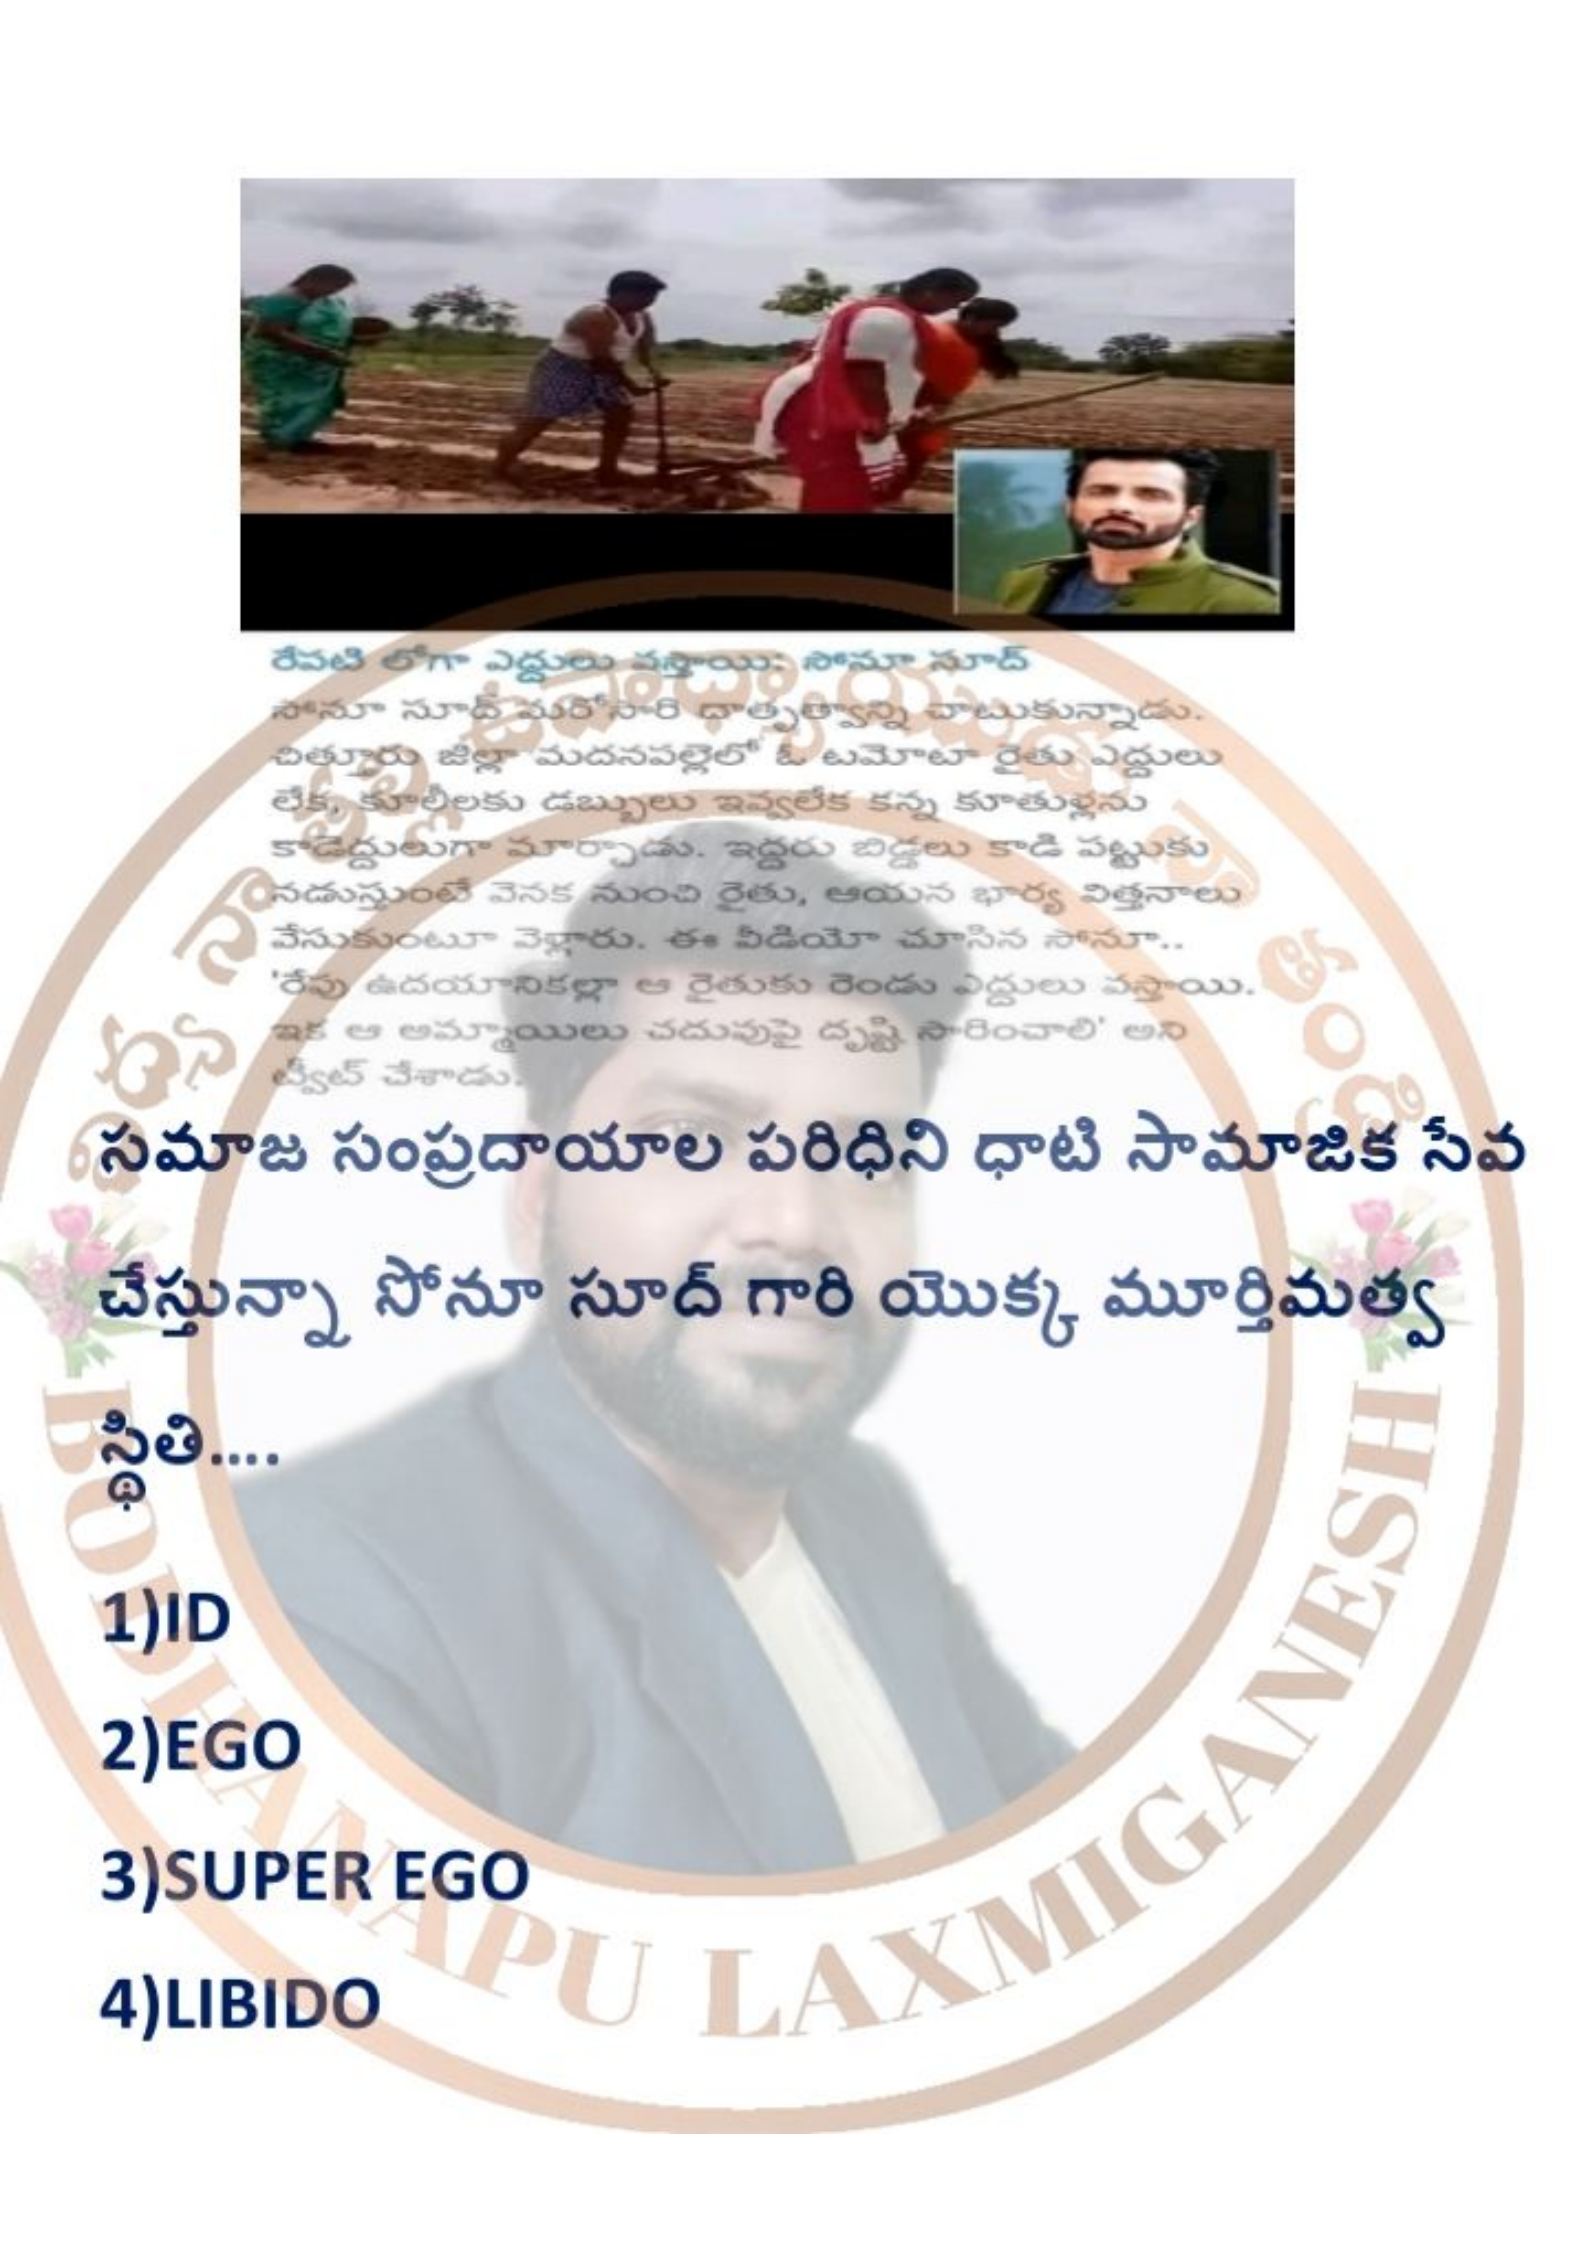 రేపటి లోగా ఎద్దులు వస్తాయి: సోనూ సూద్
సోనూ సూద్ మరోసారి దాతృత్వాన్ని చాటుకున్నాడు.
చిత్తూరు జిల్లా మదనపల్లెలో ఓ టమోటా రైతు ఎద్దులు
లేక, కూలీలకు డబ్బులు ఇవ్వలేక కన్న కూతుళ్లను
కాడెద్దులుగా మార్చాడు. ఇద్దరు బిడ్డలు కాడి పట్టుకు
నడుస్తుంటే వెనక నుంచి రైతు, ఆయన భార్య విత్తనాలు
వేసుకుంటూ వెళ్లారు. ఈ వీడియో చూసిన సోనూ..
'రేపు ఉదయానికల్లా ఆ రైతుకు రెండు ఎద్దులు వస్తాయి.
ఇక ఆ అమ్మాయిలు చదువుపై దృష్టి సారించాలి' అని
ట్వీట్ చేశాడు.
సమాజ సంప్రదాయాల పరిధిని ధాటి సామాజిక సేవ
చేస్తున్నా సోనూ సూద్ గారి యొక్క మూర్తిమత్వ
స్థితి....
1)ID
2)EGO
3)SUPER EGO
4)LIBIDO
BODHANAPU LAXMIGANESH